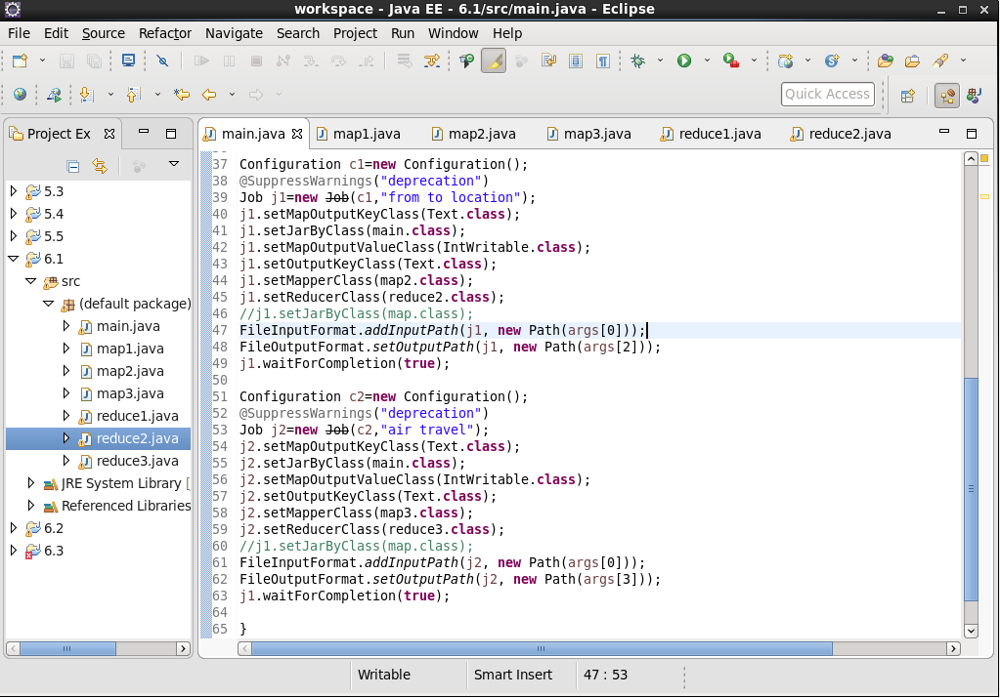 workspace - Java EE - 6.1/src/main.java - Eclipse
File Edit Source Refactor Navigate Search Project Run Window Help
Quick Access
Project Ex
main.java map1.java map2.java map3.java reduce1.java reduce2.java
5.3
5.4
5.5
6.1
src
(default package)
main.java
map1.java
map2.java
map3.java
reduce1.java
reduce2.java
reduce3.java
JRE System Library [
Referenced Libraries
6.2
6.3
37 Configuration c1=new Configuration();
38 @SuppressWarnings("deprecation")
39 Job j1=new Job(c1,"from to location");
40 j1.setMapOutputKeyClass(Text.class);
41 j1.setJarByClass(main.class);
42 j1.setMapOutputValueClass(IntWritable.class);
43 j1.setOutputKeyClass(Text.class);
44 j1.setMapperClass(map2.class);
45 j1.setReducerClass(reduce2.class);
46 //j1.setJarByClass(map.class);
47 FileInputFormat.addInputPath(j1, new Path(args[0]));
48 FileOutputFormat.setOutputPath(j1, new Path(args[2]));
49 j1.waitForCompletion(true);
50
51 Configuration c2=new Configuration();
52 @SuppressWarnings("deprecation")
53 Job j2=new Job(c2,"air travel");
54 j2.setMapOutputKeyClass(Text.class);
55 j2.setJarByClass(main.class);
56 j2.setMapOutputValueClass(IntWritable.class);
57 j2.setOutputKeyClass(Text.class);
58 j2.setMapperClass(map3.class);
59 j2.setReducerClass(reduce3.class);
60 //j1.setJarByClass(map.class);
61 FileInputFormat.addInputPath(j2, new Path(args[0]));
62 FileOutputFormat.setOutputPath(j2, new Path(args[3]));
63 j1.waitForCompletion(true);
64
65 }
Writable Smart Insert 47 : 53